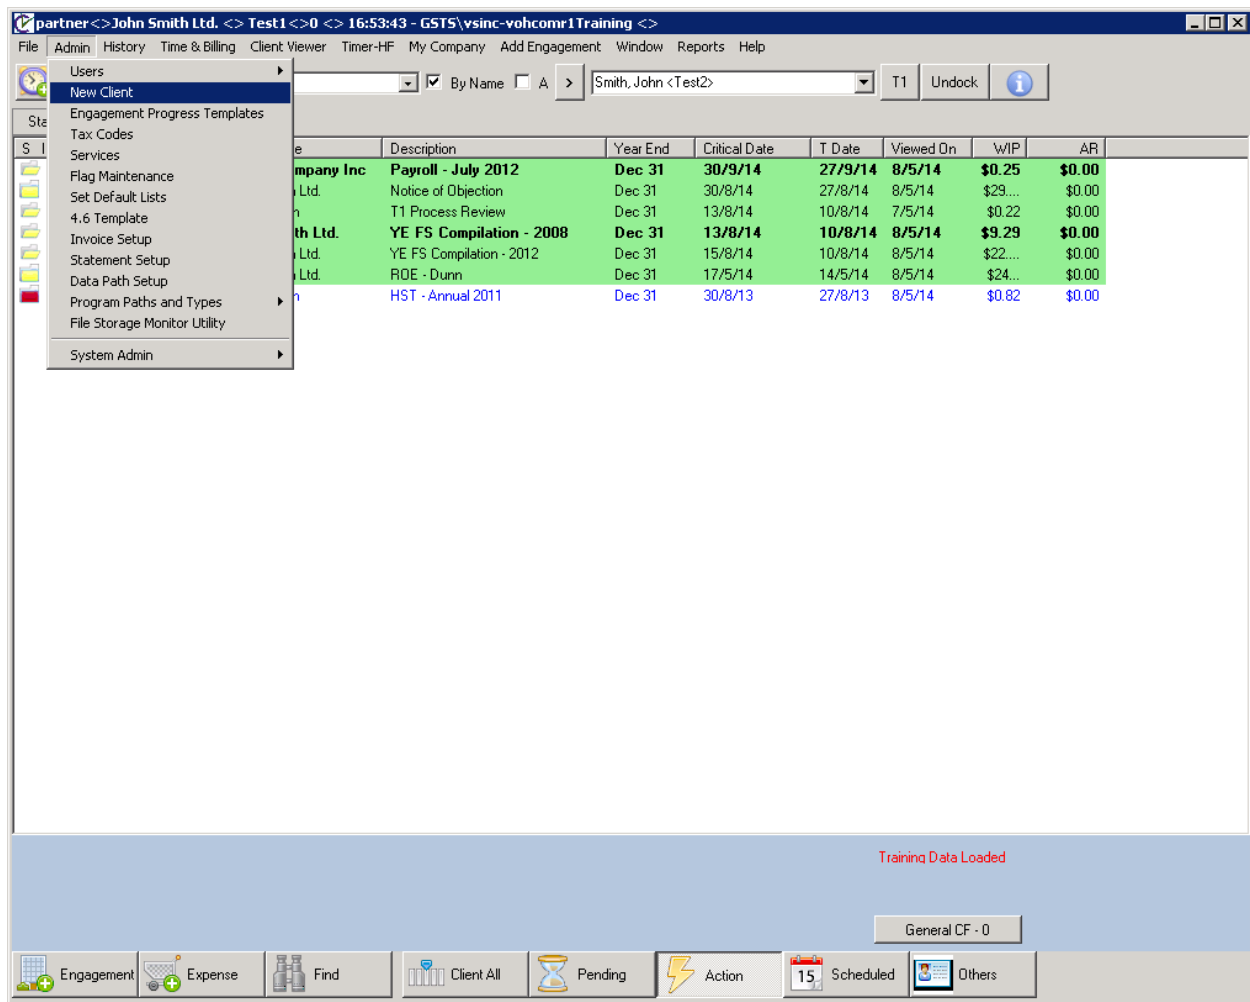 partner<>John Smith Ltd. <> Test1<>0 <> 16:53:43 - GSTS\vsinc-vohcomr1Training <>
File Admin History Time & Billing Client Viewer Timer-HF My Company Add Engagement Window Reports Help
By Name A > Smith, John <Test2> T1 Undock
Users
New Client
Engagement Progress Templates
Tax Codes
Services
Flag Maintenance
Set Default Lists
4.6 Template
Invoice Setup
Statement Setup
Data Path Setup
Program Paths and Types
File Storage Monitor Utility
System Admin
Sta
S I e Description Year End Critical Date T Date Viewed On WIP AR
mpany Inc Payroll - July 2012 Dec 31 30/9/14 27/9/14 8/5/14 $0.25 $0.00
Ltd. Notice of Objection Dec 31 30/8/14 27/8/14 8/5/14 $29.... $0.00
T1 Process Review Dec 31 13/8/14 10/8/14 7/5/14 $0.22 $0.00
th Ltd. YE FS Compilation - 2008 Dec 31 13/8/14 10/8/14 8/5/14 $9.29 $0.00
Ltd. YE FS Compilation - 2012 Dec 31 15/8/14 10/8/14 8/5/14 $22.... $0.00
Ltd. ROE - Dunn Dec 31 17/5/14 14/5/14 8/5/14 $24... $0.00
HST - Annual 2011 Dec 31 30/8/13 27/8/13 8/5/14 $0.82 $0.00
Training Data Loaded
General CF - 0
Engagement Expense Find Client All Pending Action 15 Scheduled Others